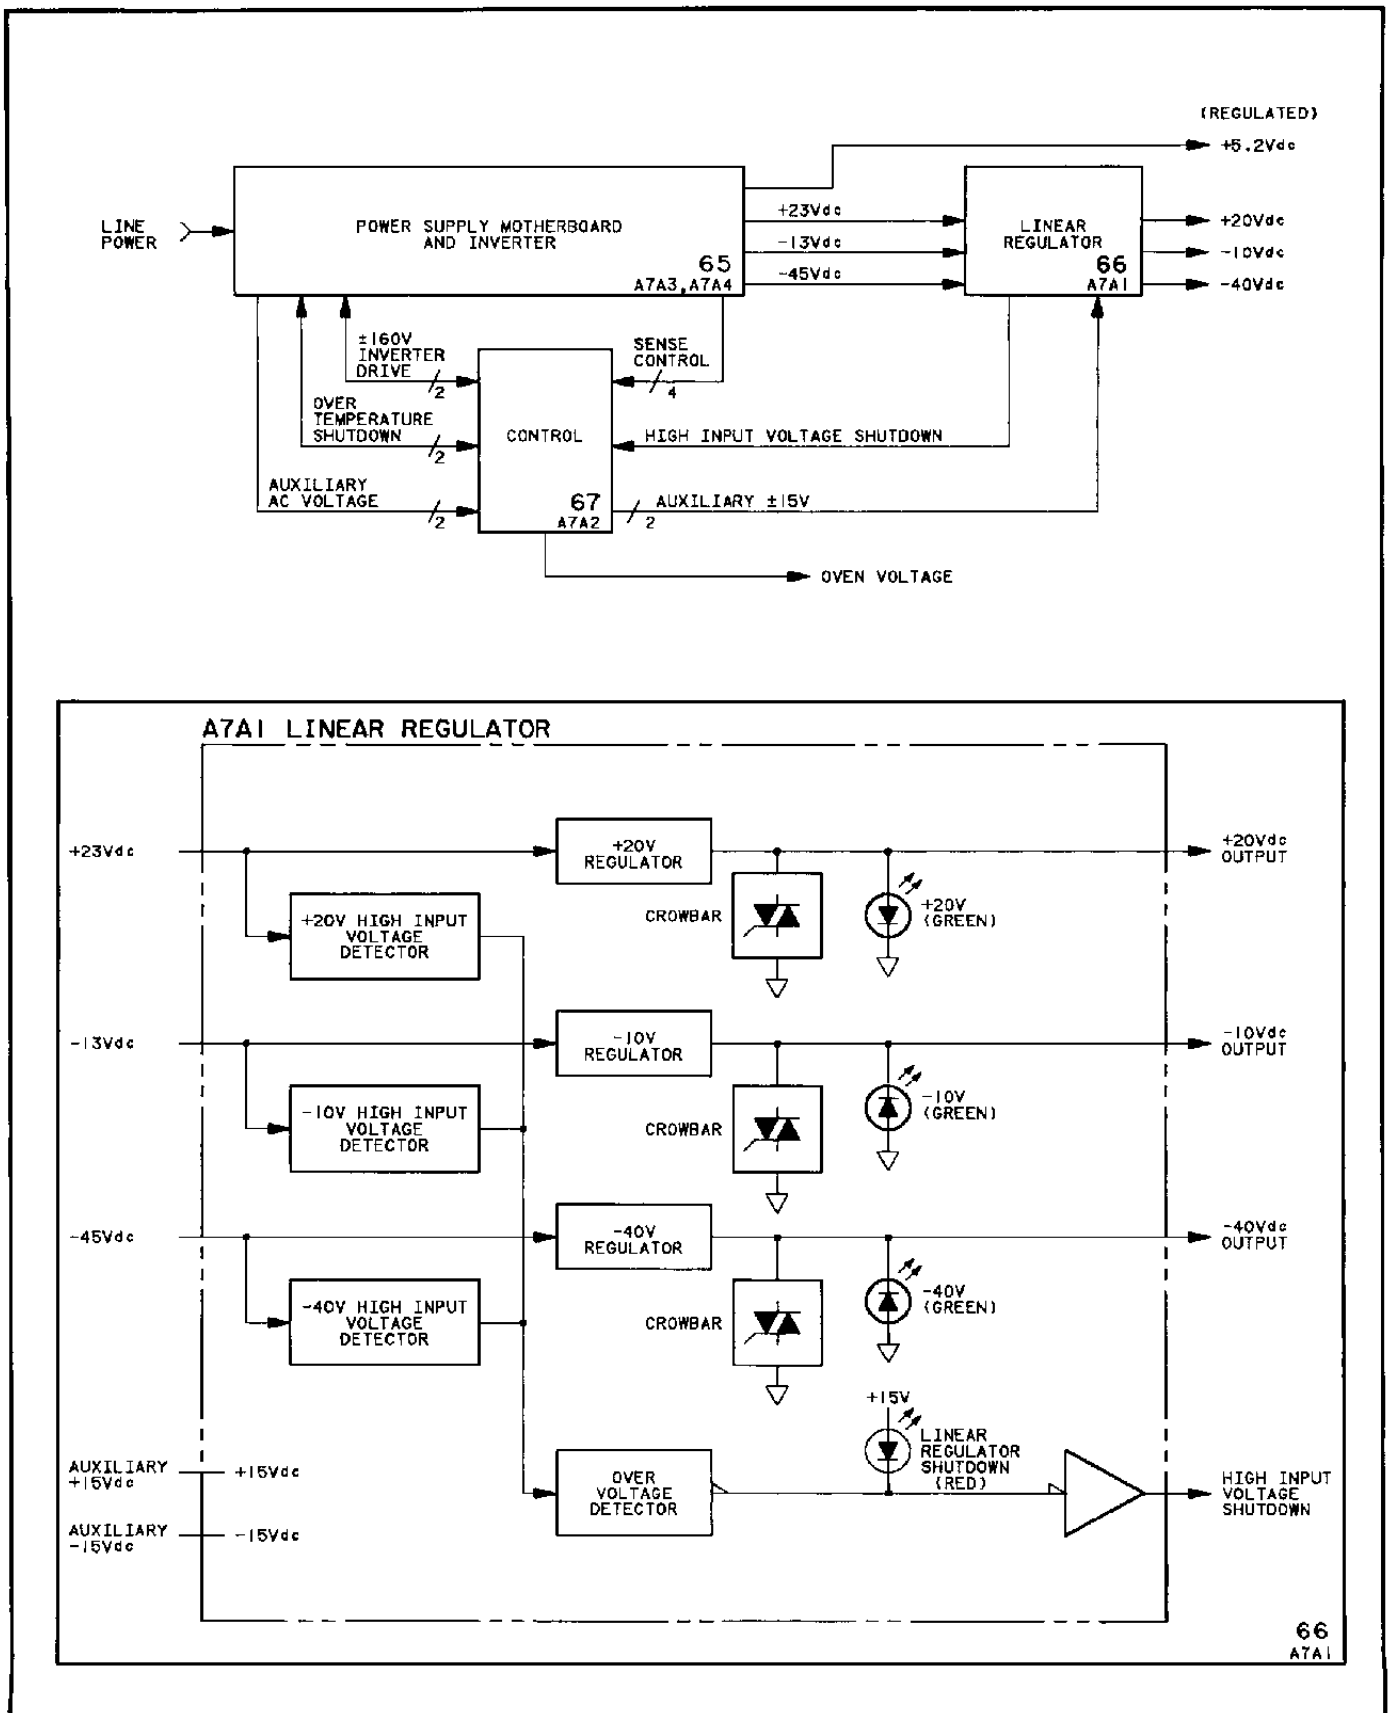 (REGULATED)
+5.2Vdc
LINE
POWER
POWER SUPPLY MOTHERBOARD
AND INVERTER
65
A7A3,A7A4
+23Vdc
-13Vdc
-45Vdc
LINEAR
REGULATOR
66
A7A1
+20Vdc
-10Vdc
-40Vdc
±160V
INVERTER
DRIVE
2
SENSE
CONTROL
4
OVER
TEMPERATURE
SHUTDOWN
2
CONTROL
67
A7A2
HIGH INPUT VOLTAGE SHUTDOWN
AUXILIARY
AC VOLTAGE
2
AUXILIARY ±15V
2
OVEN VOLTAGE
A7A1 LINEAR REGULATOR
+23Vdc
+20V
REGULATOR
+20Vdc
OUTPUT
+20V HIGH INPUT
VOLTAGE
DETECTOR
CROWBAR
+20V
(GREEN)
-13Vdc
-10V
REGULATOR
-10Vdc
OUTPUT
-10V HIGH INPUT
VOLTAGE
DETECTOR
CROWBAR
-10V
(GREEN)
-45Vdc
-40V
REGULATOR
-40Vdc
OUTPUT
-40V HIGH INPUT
VOLTAGE
DETECTOR
CROWBAR
-40V
(GREEN)
+15V
LINEAR
REGULATOR
SHUTDOWN
(RED)
AUXILIARY
+15Vdc
+15Vdc
OVER
VOLTAGE
DETECTOR
HIGH INPUT
VOLTAGE
SHUTDOWN
AUXILIARY
-15Vdc
-15Vdc
66
A7A1